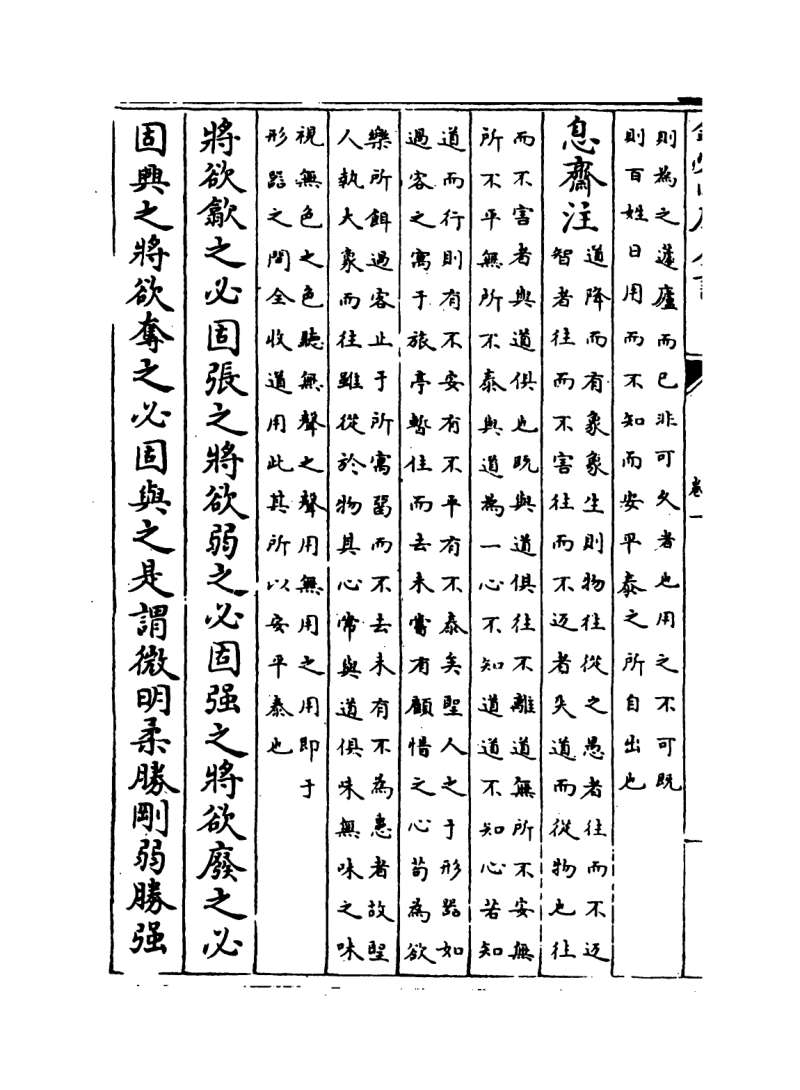 卷一
則為之蘧廬而已非可久者也用之不可既
則百姓日用而不知而安平泰之所自出也
息齋注
道降而有象象生則物往從之愚者往而不返
智者往而不害往而不返者失道而從物也往
而不害者與道俱也既與道俱往不離道無所不安無
所不平無所不泰與道為一心不知道道不知心若知
道而行則有不安有不平有不泰矣聖人之于形器如
過客之寓于旅亭暫住而去未嘗有顧惜之心茍為欲
樂所餌過客止于所寓留而不去未有不為患者故聖
人執大象而往雖從於物其心常與道俱味無味之味
視無色之色聽無聲之聲用無用之用即于
形器之間全收道用此其所以安平泰也
將欲歙之必固張之將欲弱之必固强之將欲廢之必
固興之將欲奪之必固與之是謂微明柔勝剛弱勝强